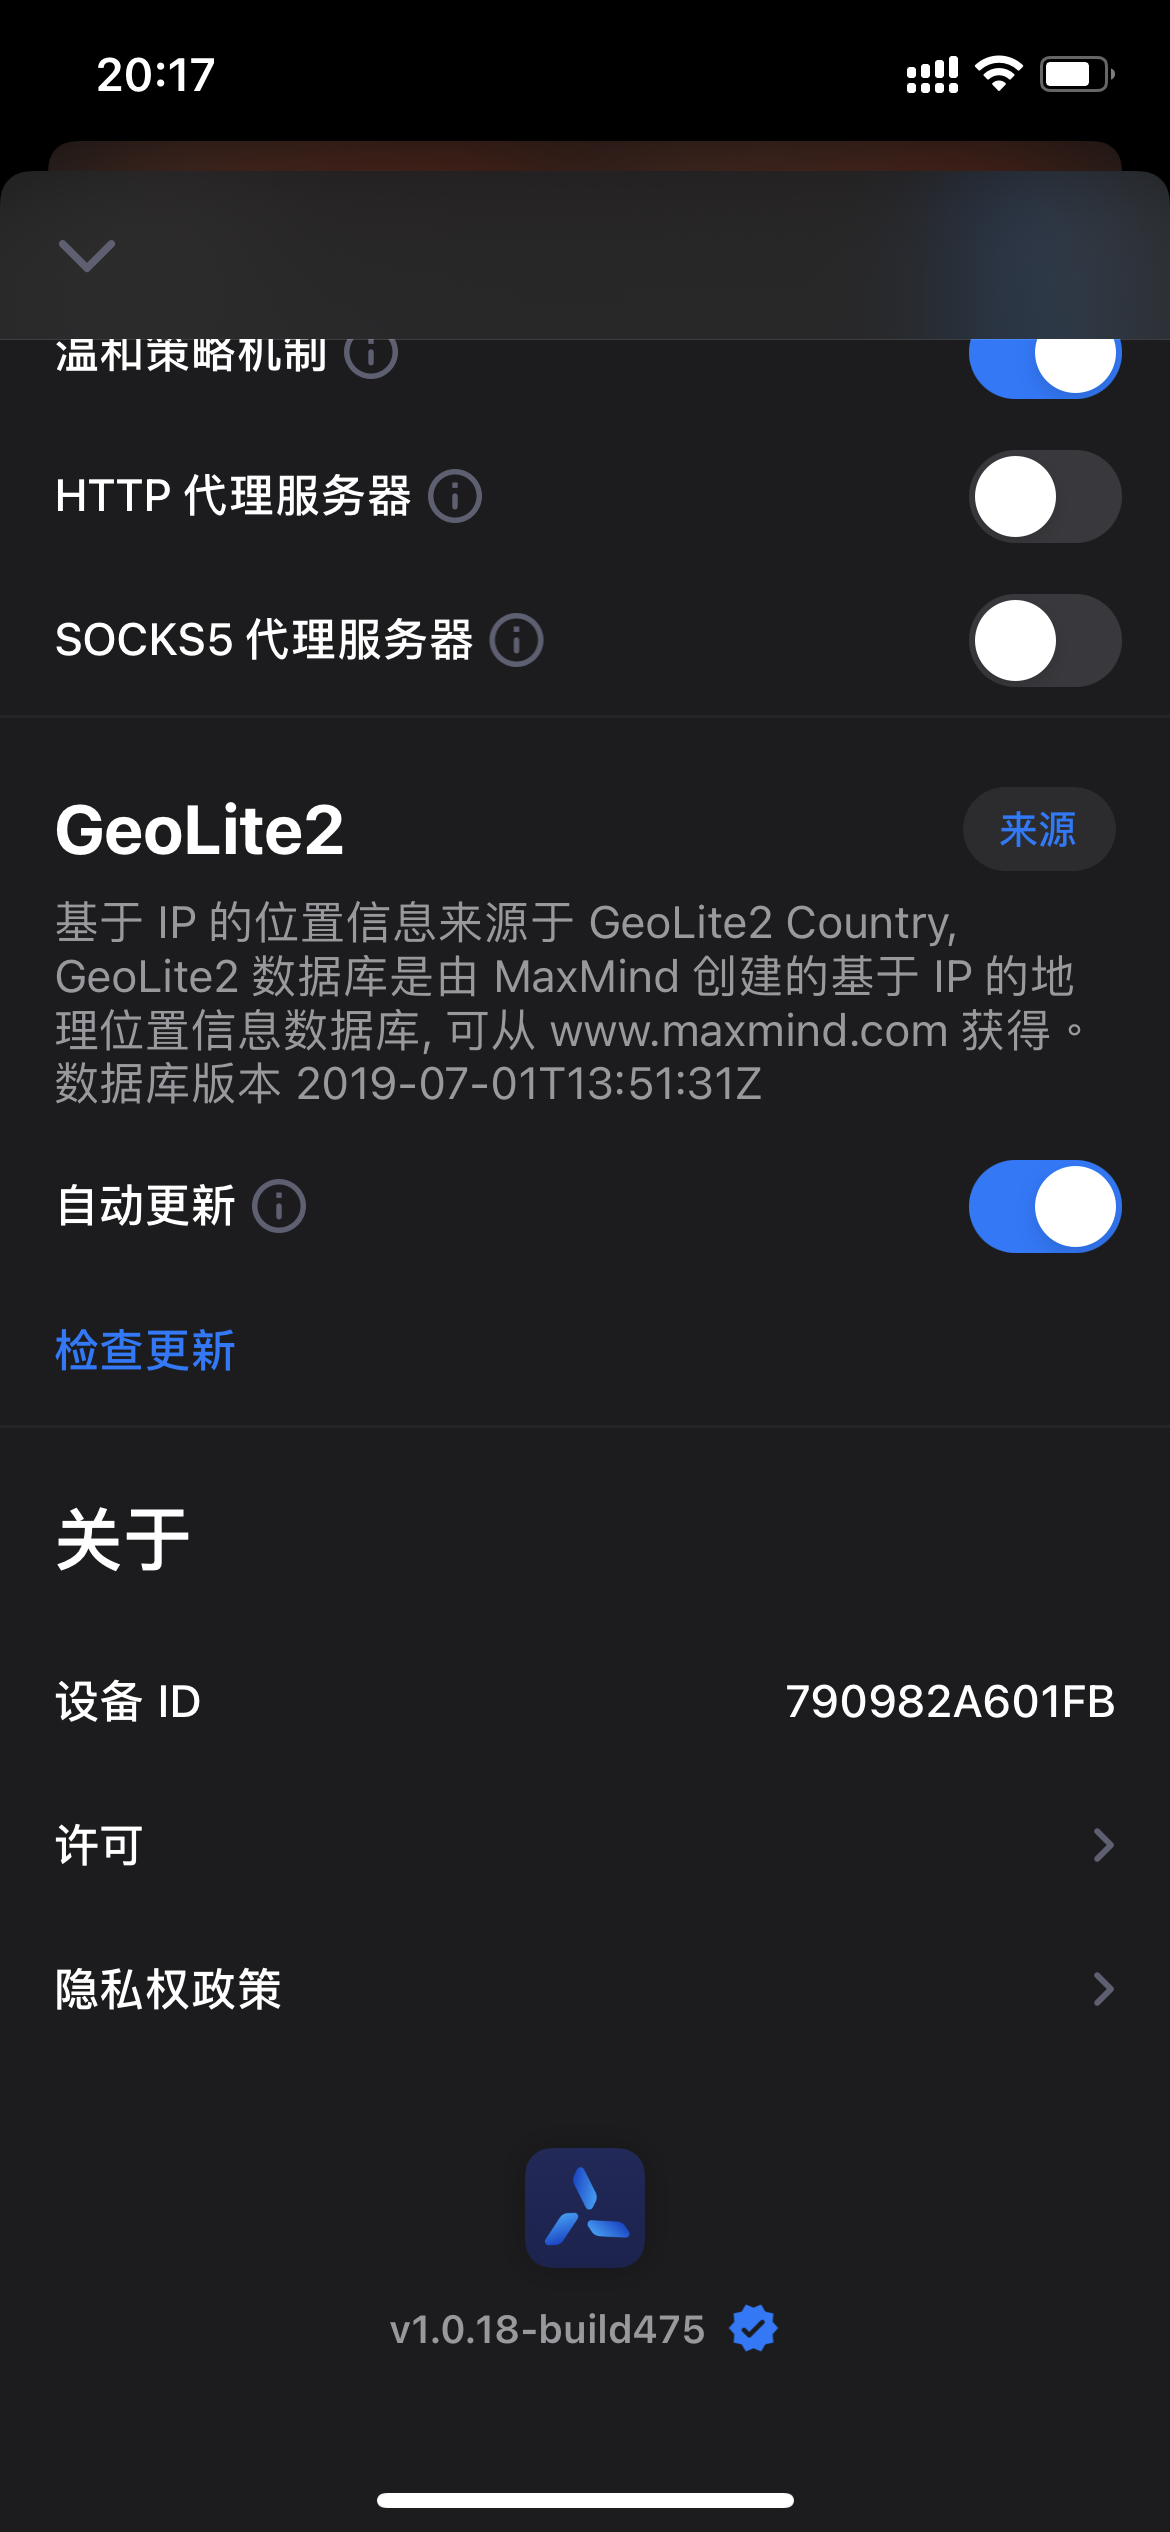 20:17
温和策略机制
HTTP 代理服务器
SOCKS5 代理服务器
GeoLite2
来源
基于 IP 的位置信息来源于 GeoLite2 Country,
GeoLite2 数据库是由 MaxMind 创建的基于 IP 的地
理位置信息数据库, 可从 www.maxmind.com 获得。
数据库版本 2019-07-01T13:51:31Z
自动更新
检查更新
关于
设备 ID
790982A601FB
许可
隐私权政策
v1.0.18-build475